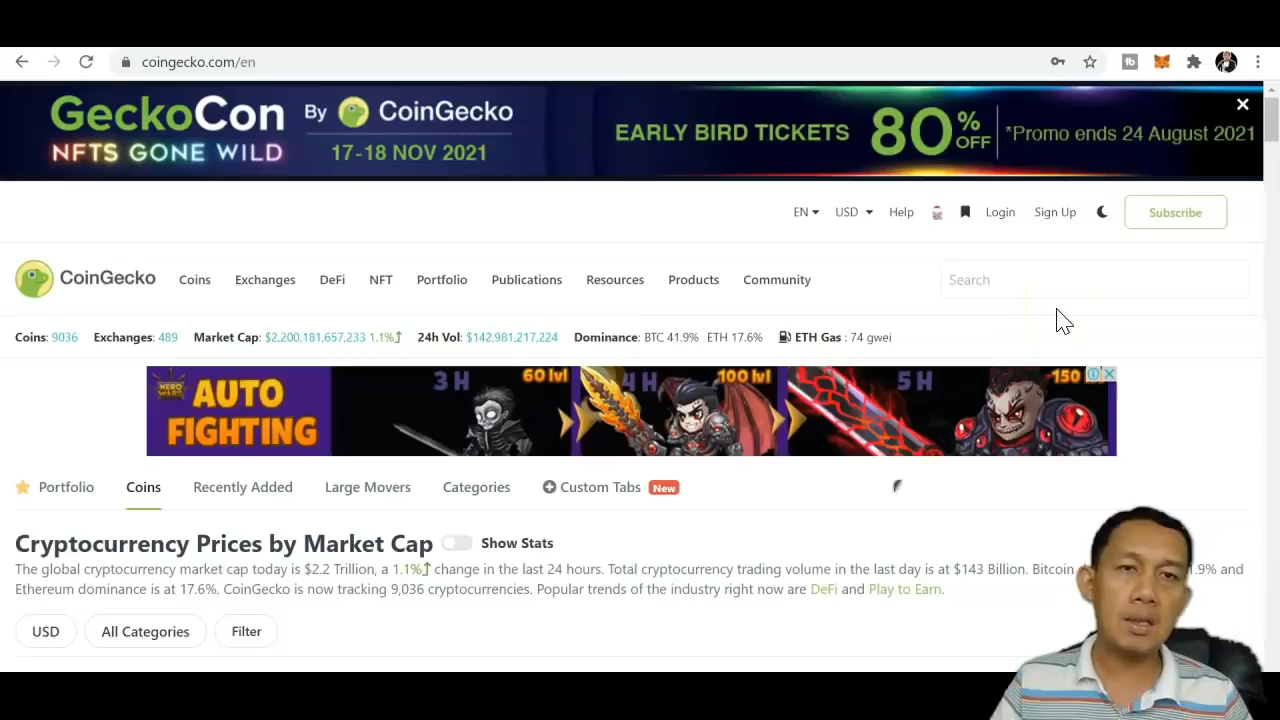 coingecko.com/en
GeckoCon By CoinGecko
NFTS GONE WILD 17-18 NOV 2021
EARLY BIRD TICKETS 80% OFF *Promo ends 24 August 2021
EN USD Help Login Sign Up Subscribe
CoinGecko Coins Exchanges DeFi NFT Portfolio Publications Resources Products Community Search
Coins: 9036 Exchanges: 489 Market Cap: $2,200,181,657,233 1.1% 24h Vol: $142,981,217,224 Dominance: BTC 41.9% ETH 17.6% ETH Gas : 74 gwei
HERO WARS AUTO FIGHTING 3 H 60 lvl 4 H 100 lvl 5 H 150
Portfolio Coins Recently Added Large Movers Categories Custom Tabs New
Cryptocurrency Prices by Market Cap Show Stats
The global cryptocurrency market cap today is $2.2 Trillion, a 1.1% change in the last 24 hours. Total cryptocurrency trading volume in the last day is at $143 Billion. Bitcoin 1.9% and
Ethereum dominance is at 17.6%. CoinGecko is now tracking 9,036 cryptocurrencies. Popular trends of the industry right now are DeFi and Play to Earn.
USD All Categories Filter